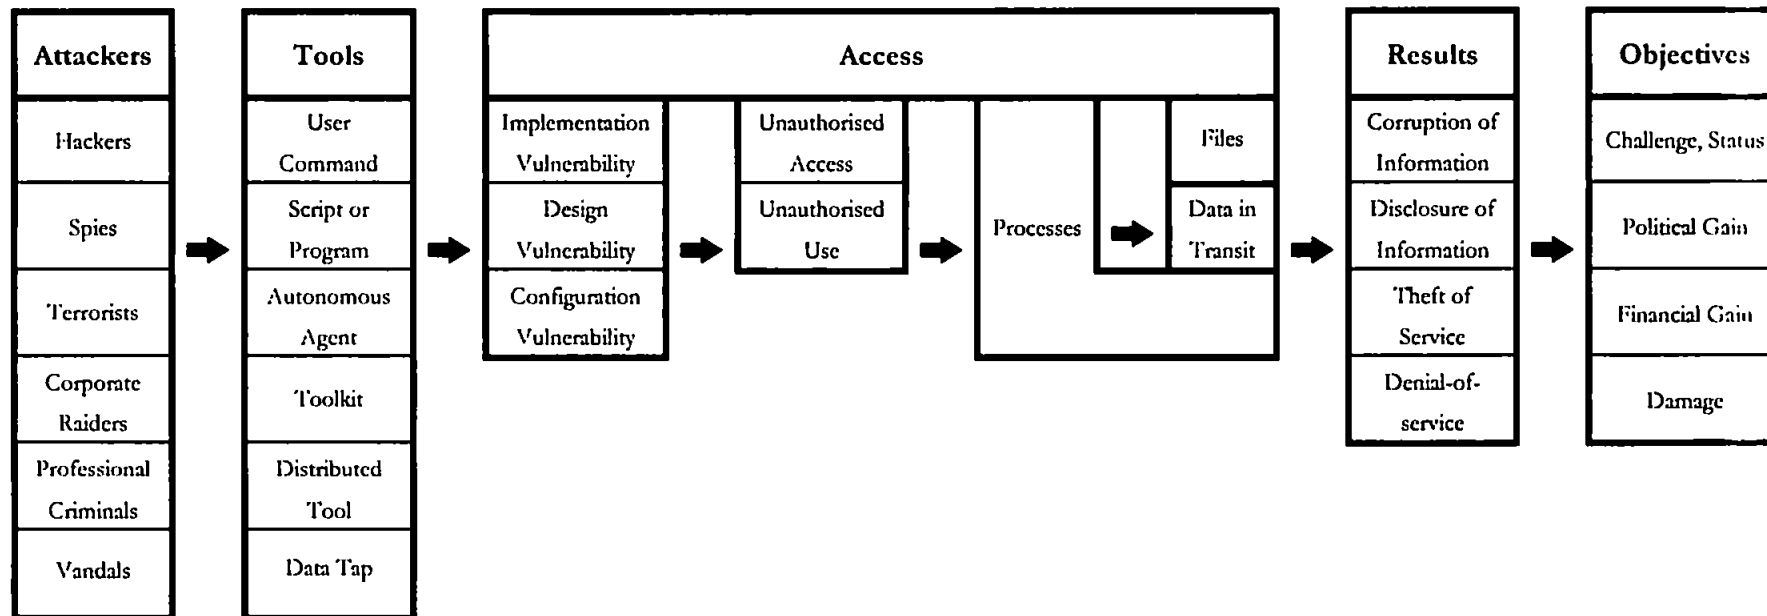 Attackers
Hackers
Spies
Terrorists
Corporate
Raiders
Professional
Criminals
Vandals
Tools
User
Command
Script or
Program
Autonomous
Agent
Toolkit
Distributed
Tool
Data Tap
Access
Implementation
Vulnerability
Design
Vulnerability
Configuration
Vulnerability
Unauthorised
Access
Unauthorised
Use
Processes
Files
Data in
Transit
Results
Corruption of
Information
Disclosure of
Information
Theft of
Service
Denial-of-
service
Objectives
Challenge, Status
Political Gain
Financial Gain
Damage